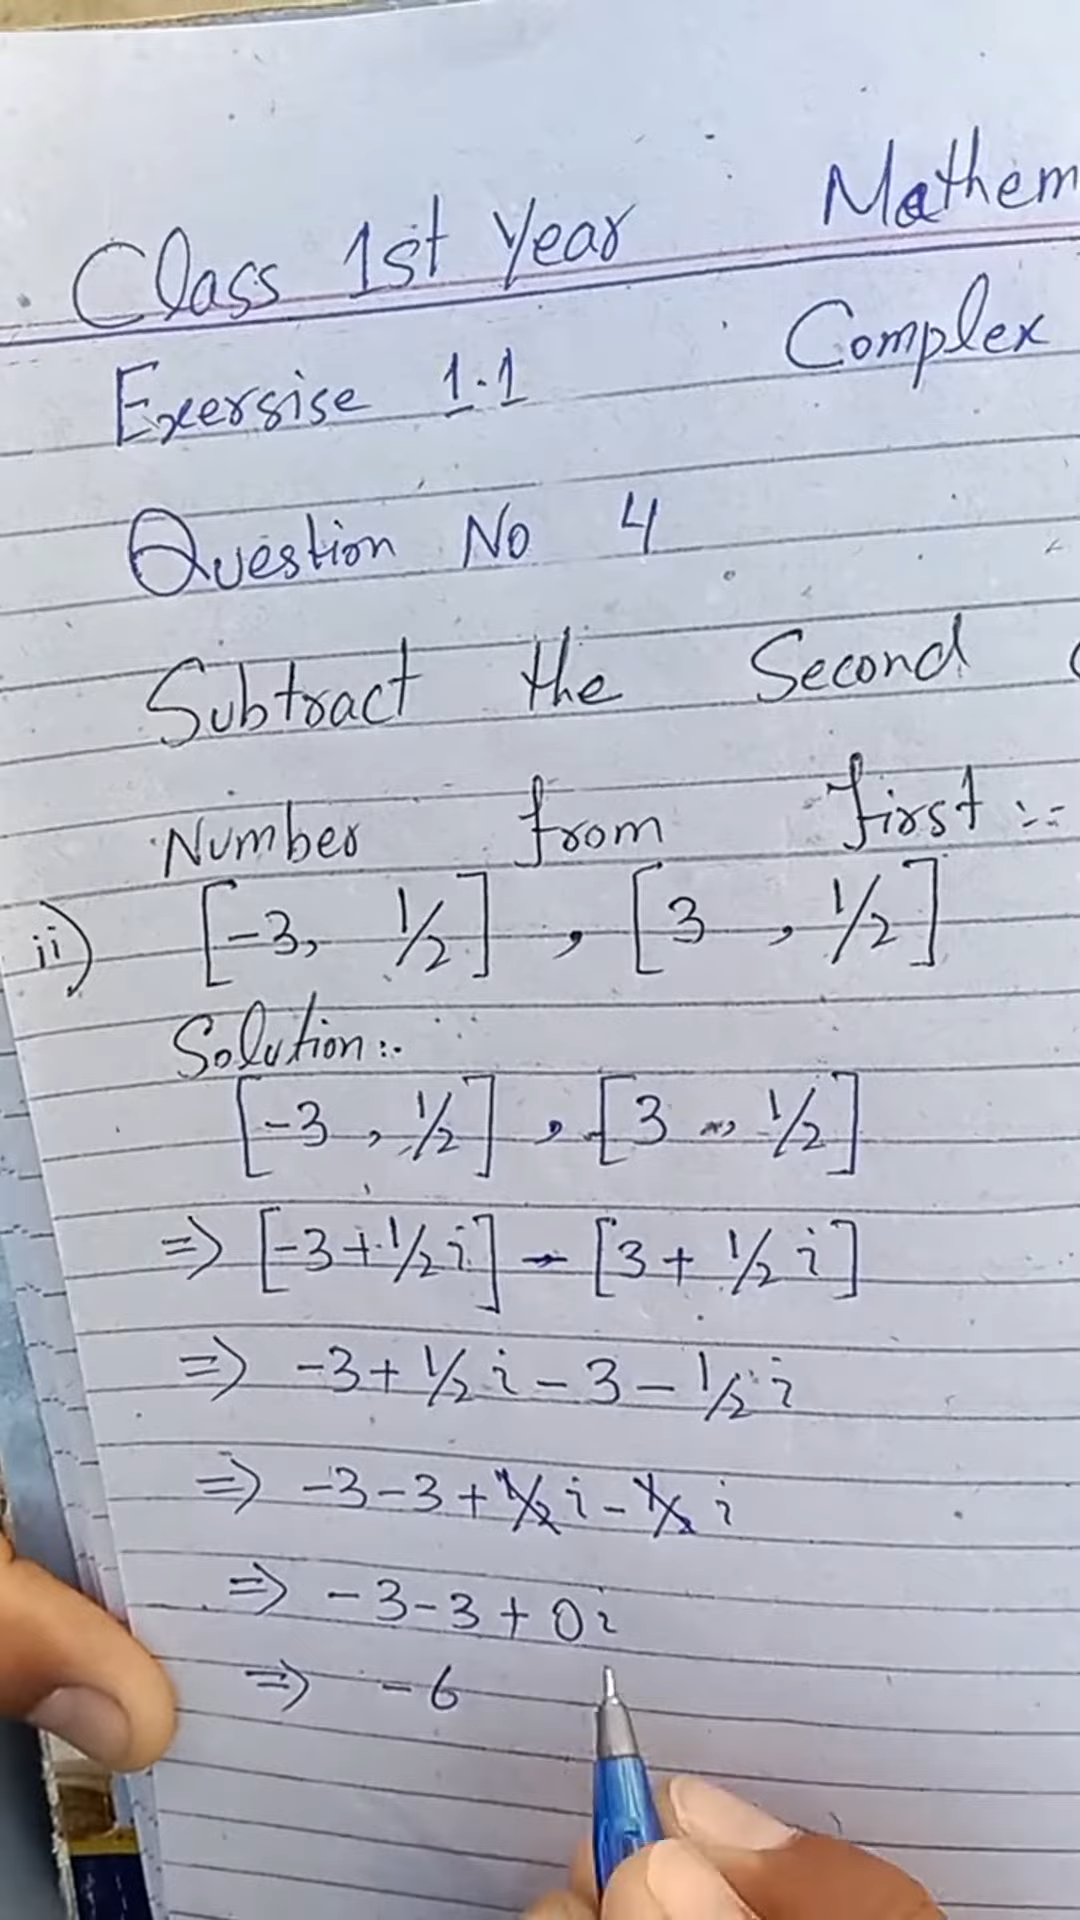 Class 1st Year Mathem
Exersise 1.1 Complex
Question No 4
Subtract the Second
Number from first :-
ii) [-3, 1/2] , [3 , 1/2]
Solution:.
[-3 , 1/2] , [3 , 1/2]
=> [-3 + 1/2 i] - [3 + 1/2 i]
=> -3 + 1/2 i - 3 - 1/2 i
=> -3 - 3 + 1/2 i - 1/2 i
=> -3 - 3 + 0i
=> -6